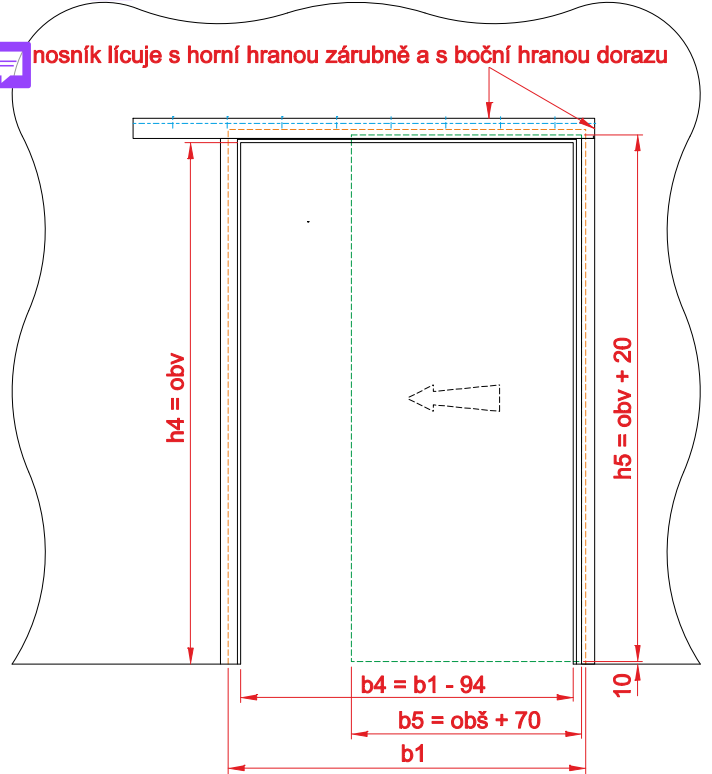 nosník lícuje s horní hranou zárubně a s boční hranou dorazu
h4 = obv
h5 = obv + 20
10
b4 = b1 - 94
b5 = obš + 70
b1